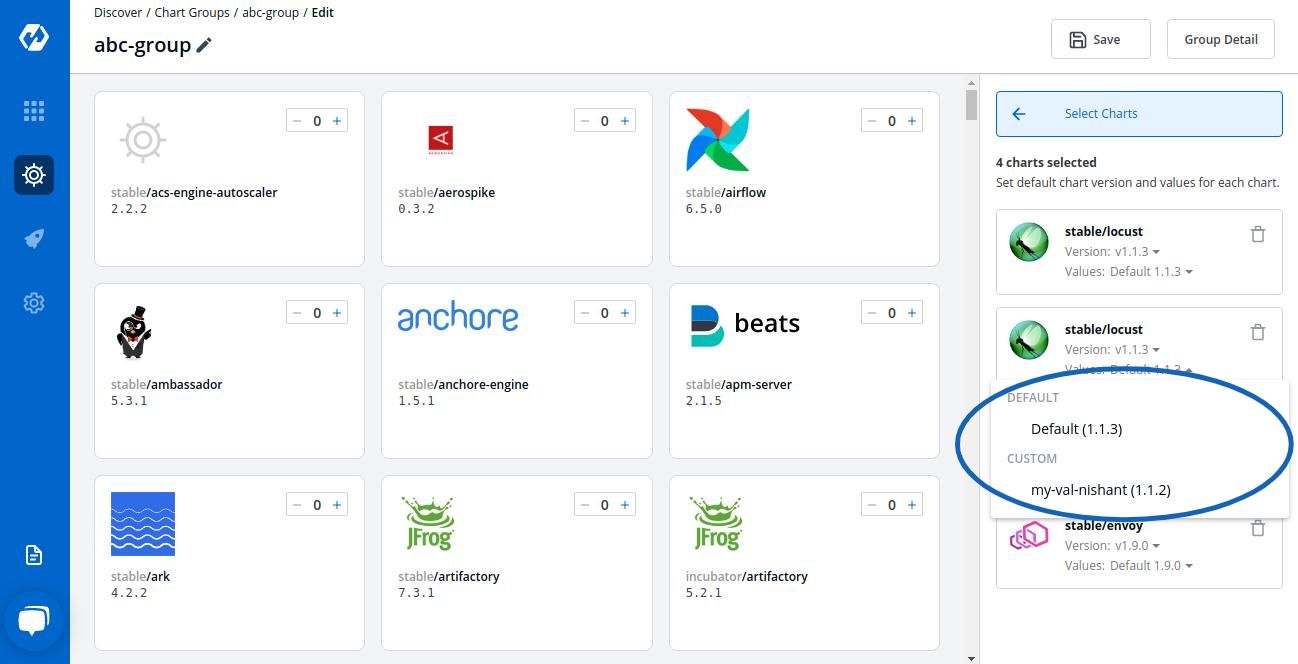 Discover / Chart Groups / abc-group / Edit
abc-group
Save
Group Detail
0
stable/acs-engine-autoscaler
2.2.2
0
stable/aerospike
0.3.2
0
stable/airflow
6.5.0
0
stable/ambassador
5.3.1
anchore
0
stable/anchore-engine
1.5.1
beats
0
stable/apm-server
2.1.5
0
stable/ark
4.2.2
JFrog
0
stable/artifactory
7.3.1
JFrog
0
incubator/artifactory
5.2.1
Select Charts
4 charts selected
Set default chart version and values for each chart.
stable/locust
Version: v1.1.3
Values: Default 1.1.3
stable/locust
Version: v1.1.3
Values: Default 1.1.3
DEFAULT
Default (1.1.3)
CUSTOM
my-val-nishant (1.1.2)
stable/envoy
Version: v1.9.0
Values: Default 1.9.0